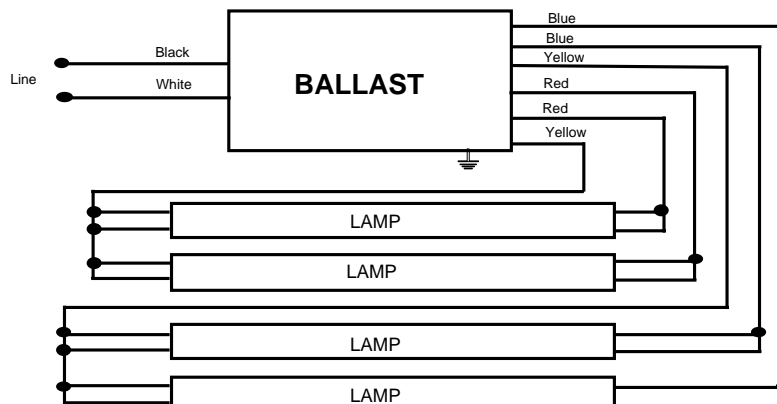 Blue
Blue
Black
Yellow
Line
BALLAST
White
Red
Red
Yellow
LAMP
LAMP
LAMP
LAMP